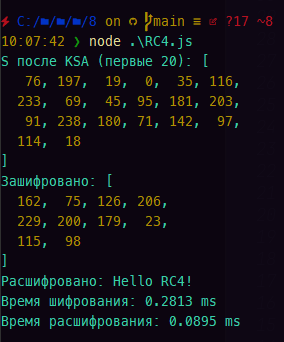 C:/ / / /8 on main ≡ ?17 ~8
10:07:42 ❯ node .\RC4.js
S после KSA (первые 20): [
76, 197, 19, 0, 35, 116,
233, 69, 45, 95, 181, 203,
91, 238, 180, 71, 142, 97,
114, 18
]
Зашифровано: [
162, 75, 126, 206,
229, 200, 179, 23,
115, 98
]
Расшифровано: Hello RC4!
Время шифрования: 0.2813 ms
Время расшифрования: 0.0895 ms